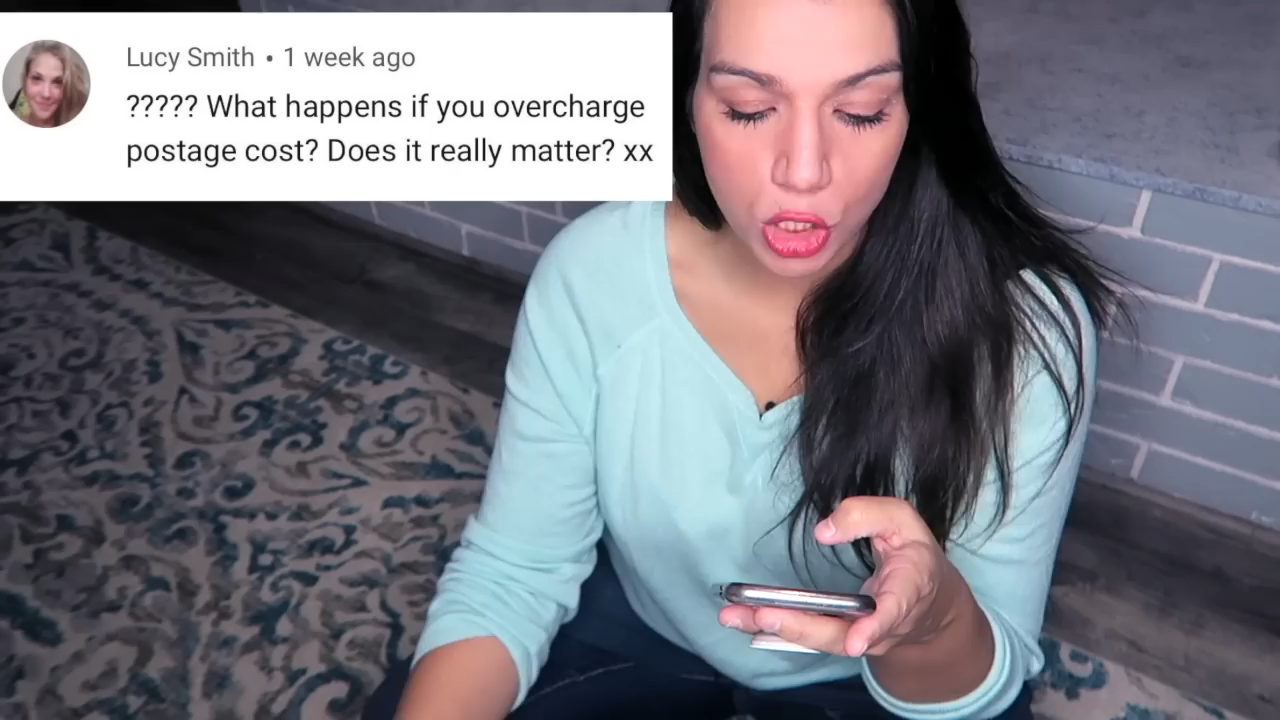 Lucy Smith • 1 week ago
????? What happens if you overcharge
postage cost? Does it really matter? xx